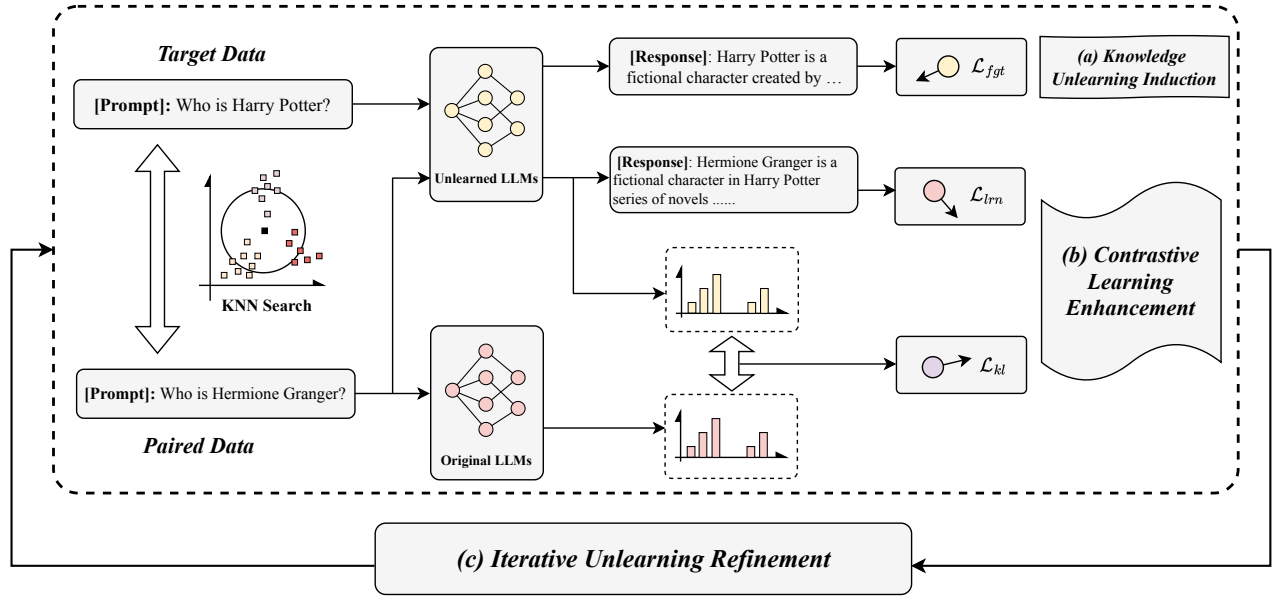 Target Data
[Prompt]: Who is Harry Potter?
KNN Search
[Prompt]: Who is Hermione Granger?
Paired Data
Unlearned LLMs
Original LLMs
[Response]: Harry Potter is a
fictional character created by …
[Response]: Hermione Granger is a
fictional character in Harry Potter
series of novels ......
ℒfgt
ℒlrn
ℒkl
(a) Knowledge
Unlearning Induction
(b) Contrastive
Learning
Enhancement
(c) Iterative Unlearning Refinement